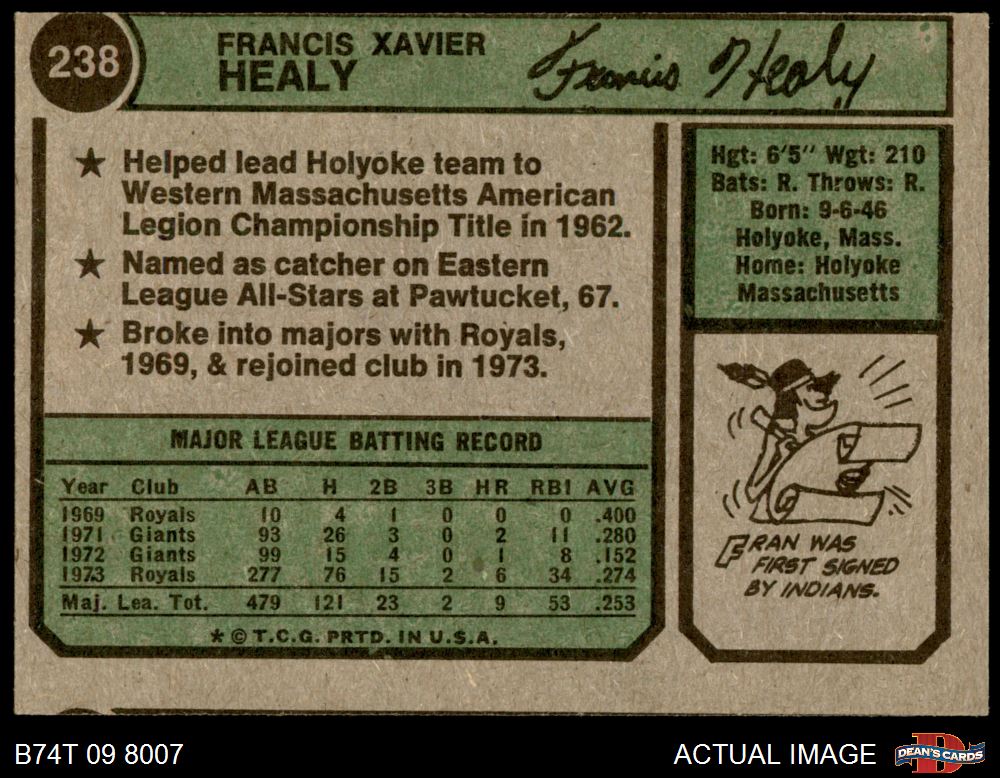 238
FRANCIS XAVIER
HEALY
Francis Healy
★ Helped lead Holyoke team to
Western Massachusetts American
Legion Championship Title in 1962.
★ Named as catcher on Eastern
League All-Stars at Pawtucket, 67.
★ Broke into majors with Royals,
1969, & rejoined club in 1973.
Hgt: 6'5" Wgt: 210
Bats: R. Throws: R.
Born: 9-6-46
Holyoke, Mass.
Home: Holyoke
Massachusetts
MAJOR LEAGUE BATTING RECORD
Year Club AB H 2B 3B HR RBI AVG
1969 Royals 10 4 1 0 0 0 .400
1971 Giants 93 26 3 0 2 11 .280
1972 Giants 99 15 4 0 1 8 .152
1973 Royals 277 76 15 2 6 34 .274
Maj. Lea. Tot. 479 121 23 2 9 53 .253
* © T.C.G. PRTD. IN U.S.A.
FRAN WAS
FIRST SIGNED
BY INDIANS.
B74T 09 8007
ACTUAL IMAGE
D
DEAN'S CARDS